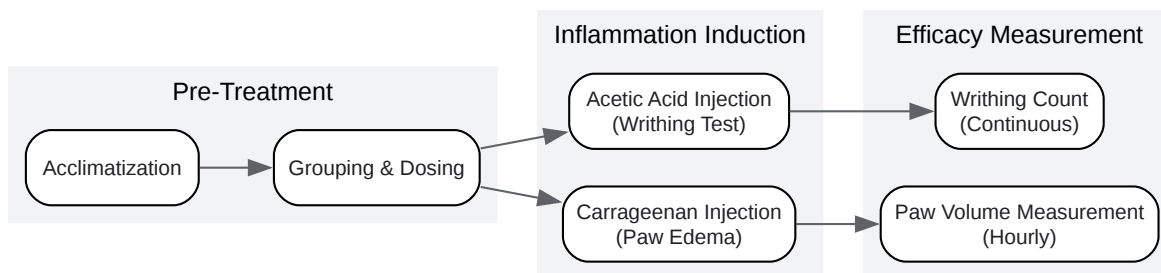 Pre-Treatment
Acclimatization
Grouping & Dosing
Inflammation Induction
Acetic Acid Injection
(Writhing Test)
Carrageenan Injection
(Paw Edema)
Efficacy Measurement
Writhing Count
(Continuous)
Paw Volume Measurement
(Hourly)